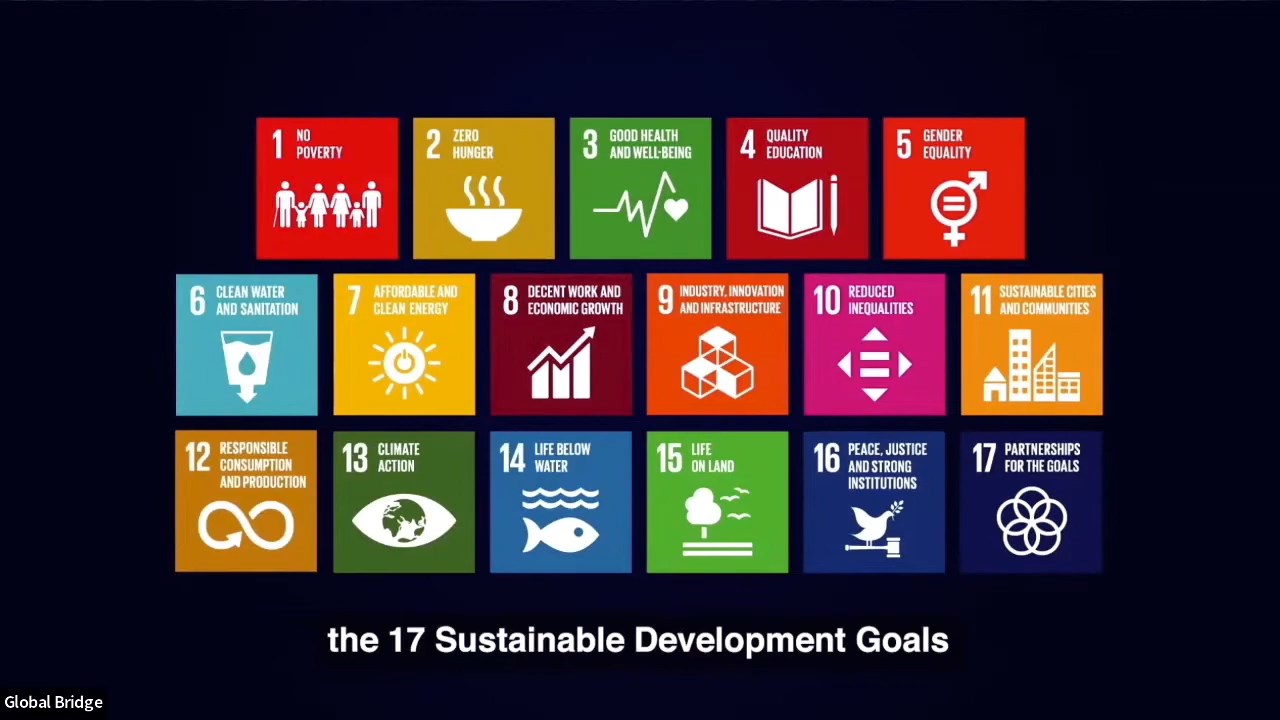 1 NO
POVERTY
2 ZERO
HUNGER
3 GOOD HEALTH
AND WELL-BEING
4 QUALITY
EDUCATION
5 GENDER
EQUALITY
6 CLEAN WATER
AND SANITATION
7 AFFORDABLE AND
CLEAN ENERGY
8 DECENT WORK AND
ECONOMIC GROWTH
9 INDUSTRY, INNOVATION
AND INFRASTRUCTURE
10 REDUCED
INEQUALITIES
11 SUSTAINABLE CITIES
AND COMMUNITIES
12 RESPONSIBLE
CONSUMPTION
AND PRODUCTION
13 CLIMATE
ACTION
14 LIFE BELOW
WATER
15 LIFE
ON LAND
16 PEACE, JUSTICE
AND STRONG
INSTITUTIONS
17 PARTNERSHIPS
FOR THE GOALS
the 17 Sustainable Development Goals
Global Bridge